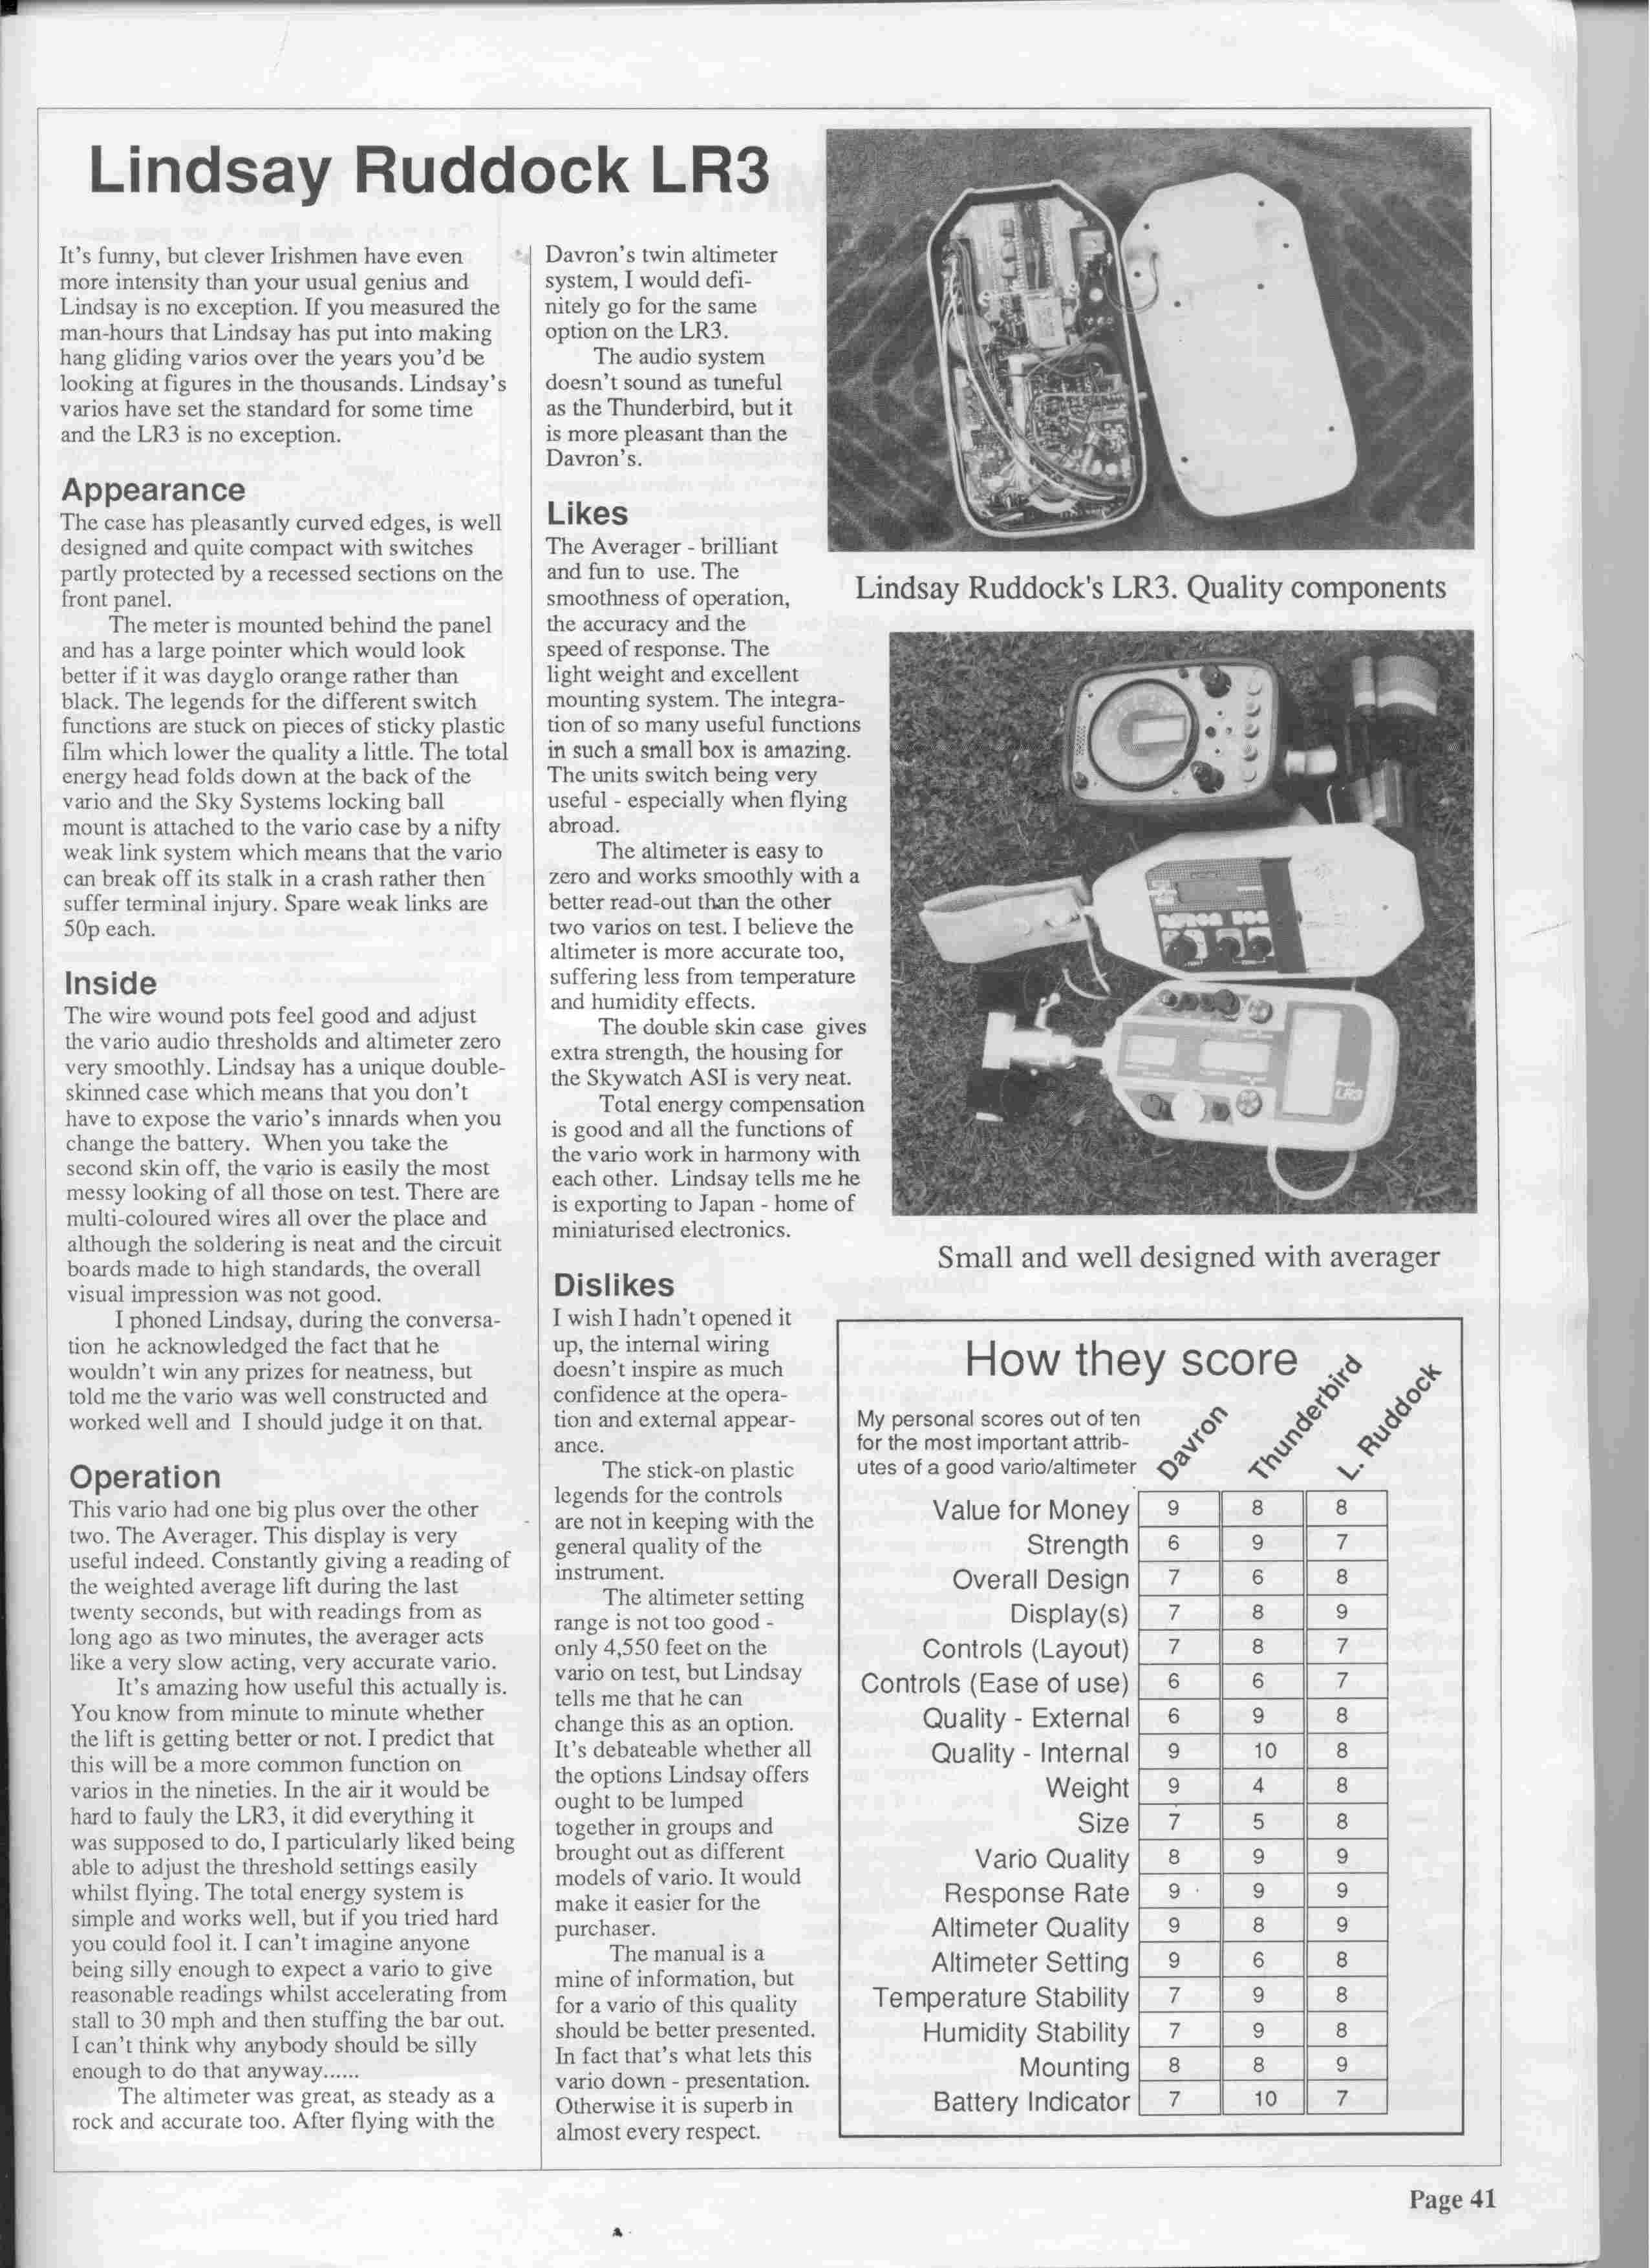 Lindsay Ruddock LR3
It's funny, but clever Irishmen have even
more intensity than your usual genius and
Lindsay is no exception. If you measured the
man-hours that Lindsay has put into making
hang gliding varios over the years you'd be
looking at figures in the thousands. Lindsay's
varios have set the standard for some time
and the LR3 is no exception.
Appearance
The case has pleasantly curved edges, is well
designed and quite compact with switches
partly protected by a recessed sections on the
front panel.
The meter is mounted behind the panel
and has a large pointer which would look
better if it was dayglo orange rather than
black. The legends for the different switch
functions are stuck on pieces of sticky plastic
film which lower the quality a little. The total
energy head folds down at the back of the
vario and the Sky Systems locking ball
mount is attached to the vario case by a nifty
weak link system which means that the vario
can break off its stalk in a crash rather then
suffer terminal injury. Spare weak links are
50p each.
Inside
The wire wound pots feel good and adjust
the vario audio thresholds and altimeter zero
very smoothly. Lindsay has a unique double-
skinned case which means that you don't
have to expose the vario's innards when you
change the battery. When you take the
second skin off, the vario is easily the most
messy looking of all those on test. There are
multi-coloured wires all over the place and
although the soldering is neat and the circuit
boards made to high standards, the overall
visual impression was not good.
I phoned Lindsay, during the conversa-
tion he acknowledged the fact that he
wouldn't win any prizes for neatness, but
told me the vario was well constructed and
worked well and I should judge it on that.
Operation
This vario had one big plus over the other
two. The Averager. This display is very
useful indeed. Constantly giving a reading of
the weighted average lift during the last
twenty seconds, but with readings from as
long ago as two minutes, the averager acts
like a very slow acting, very accurate vario.
It's amazing how useful this actually is.
You know from minute to minute whether
the lift is getting better or not. I predict that
this will be a more common function on
varios in the nineties. In the air it would be
hard to fauly the LR3, it did everything it
was supposed to do, I particularly liked being
able to adjust the threshold settings easily
whilst flying. The total energy system is
simple and works well, but if you tried hard
you could fool it. I can't imagine anyone
being silly enough to expect a vario to give
reasonable readings whilst accelerating from
stall to 30 mph and then stuffing the bar out.
I can't think why anybody should be silly
enough to do that anyway......
The altimeter was great, as steady as a
rock and accurate too. After flying with the
Davron's twin altimeter
system, I would defi-
nitely go for the same
option on the LR3.
The audio system
doesn't sound as tuneful
as the Thunderbird, but it
is more pleasant than the
Davron's.
Likes
The Averager - brilliant
and fun to use. The
smoothness of operation,
the accuracy and the
speed of response. The
light weight and excellent
mounting system. The integra-
tion of so many useful functions
in such a small box is amazing.
The units switch being very
useful - especially when flying
abroad.
The altimeter is easy to
zero and works smoothly with a
better read-out than the other
two varios on test. I believe the
altimeter is more accurate too,
suffering less from temperature
and humidity effects.
The double skin case gives
extra strength, the housing for
the Skywatch ASI is very neat.
Total energy compensation
is good and all the functions of
the vario work in harmony with
each other. Lindsay tells me he
is exporting to Japan - home of
miniaturised electronics.
Dislikes
I wish I hadn't opened it
up, the internal wiring
doesn't inspire as much
confidence at the opera-
tion and external appear-
ance.
The stick-on plastic
legends for the controls
are not in keeping with the
general quality of the
instrument.
The altimeter setting
range is not too good -
only 4,550 feet on the
vario on test, but Lindsay
tells me that he can
change this as an option.
It's debateable whether all
the options Lindsay offers
ought to be lumped
together in groups and
brought out as different
models of vario. It would
make it easier for the
purchaser.
The manual is a
mine of information, but
for a vario of this quality
should be better presented.
In fact that's what lets this
vario down - presentation.
Otherwise it is superb in
almost every respect.
Lindsay Ruddock's LR3. Quality components
LR3
Small and well designed with averager
How they score
My personal scores out of ten
for the most important attrib-
utes of a good vario/altimeter
Davron Thunderbird L. Ruddock
Value for Money 9 8 8
Strength 6 9 7
Overall Design 7 6 8
Display(s) 7 8 9
Controls (Layout) 7 8 7
Controls (Ease of use) 6 6 7
Quality - External 6 9 8
Quality - Internal 9 10 8
Weight 9 4 8
Size 7 5 8
Vario Quality 8 9 9
Response Rate 9 9 9
Altimeter Quality 9 8 9
Altimeter Setting 9 6 8
Temperature Stability 7 9 8
Humidity Stability 7 9 8
Mounting 8 8 9
Battery Indicator 7 10 7
Page 41